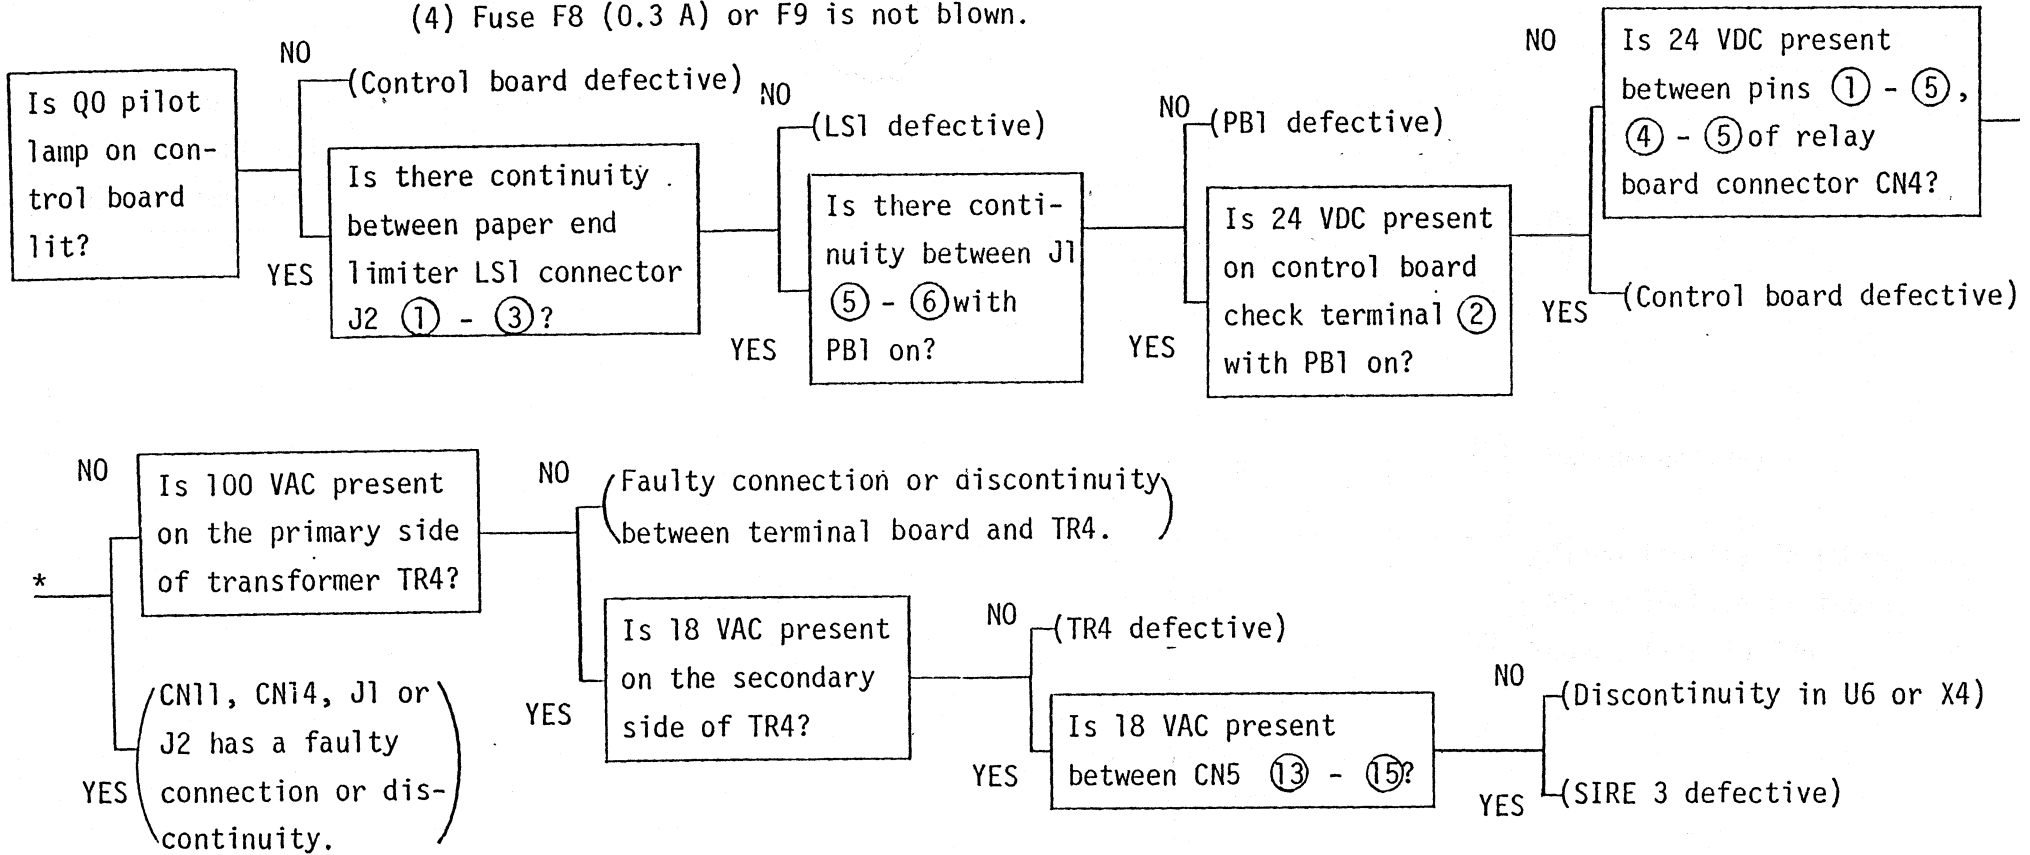 (4) Fuse F8 (0.3 A) or F9 is not blown.
Is Q0 pilot
lamp on con-
trol board
lit?
NO
(Control board defective)
YES
Is there continuity
between paper end
limiter LS1 connector
J2 ① - ③?
NO
(LS1 defective)
YES
Is there conti-
nuity between J1
⑤ - ⑥with
PB1 on?
NO
(PB1 defective)
YES
Is 24 VDC present
on control board
check terminal ②
with PB1 on?
NO
Is 24 VDC present
between pins ① - ⑤,
④ - ⑤of relay
board connector CN4?
YES
(Control board defective)
*
NO
Is 100 VAC present
on the primary side
of transformer TR4?
YES
(CN11, CN14, J1 or
J2 has a faulty
connection or dis-
continuity.)
NO
(Faulty connection or discontinuity
between terminal board and TR4.)
YES
Is 18 VAC present
on the secondary
side of TR4?
NO
(TR4 defective)
YES
Is 18 VAC present
between CN5 ⑬ - ⑮?
NO
(Discontinuity in U6 or X4)
YES
(SIRE 3 defective)